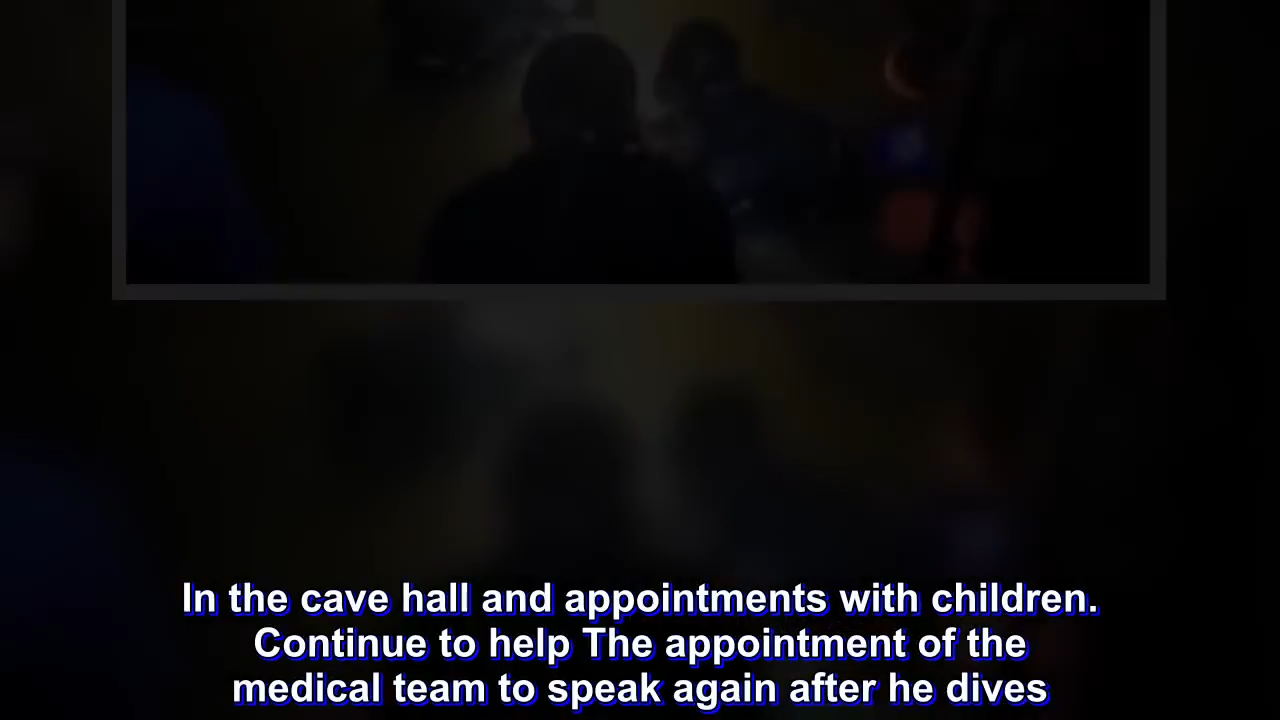 In the cave hall and appointments with children.
Continue to help The appointment of the
medical team to speak again after he dives